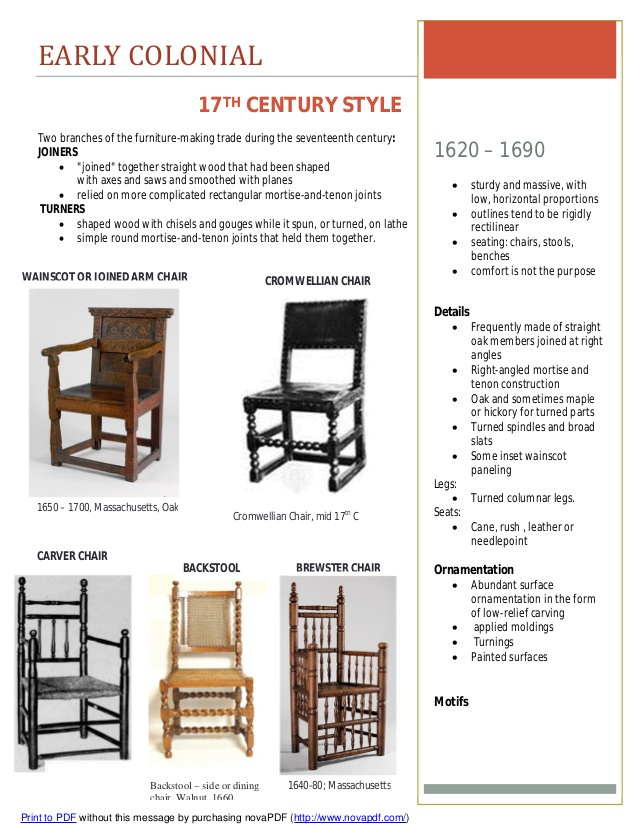 EARLY COLONIAL
17TH CENTURY STYLE
Two branches of the furniture-making trade during the seventeenth century:
JOINERS
• "joined" together straight wood that had been shaped
with axes and saws and smoothed with planes
• relied on more complicated rectangular mortise-and-tenon joints
TURNERS
• shaped wood with chisels and gouges while it spun, or turned, on lathe
• simple round mortise-and-tenon joints that held them together.
WAINSCOT OR JOINED ARM CHAIR
CROMWELLIAN CHAIR
1650 – 1700, Massachusetts, Oak
Cromwellian Chair, mid 17th C
CARVER CHAIR
BACKSTOOL
BREWSTER CHAIR
Backstool – side or dining
chair, Walnut, 1660
1640-80; Massachusetts
1620 – 1690
• sturdy and massive, with
low, horizontal proportions
• outlines tend to be rigidly
rectilinear
• seating: chairs, stools,
benches
• comfort is not the purpose
Details
• Frequently made of straight
oak members joined at right
angles
• Right-angled mortise and
tenon construction
• Oak and sometimes maple
or hickory for turned parts
• Turned spindles and broad
slats
• Some inset wainscot
paneling
Legs:
• Turned columnar legs.
Seats:
• Cane, rush , leather or
needlepoint
Ornamentation
• Abundant surface
ornamentation in the form
of low-relief carving
• applied moldings
• Turnings
• Painted surfaces
Motifs
Print to PDF without this message by purchasing novaPDF (http://www.novapdf.com/)